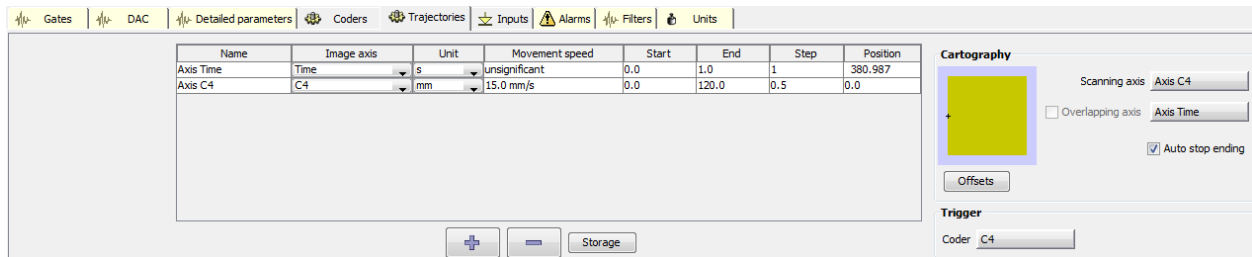 Gates DAC Detailed parameters Coders Trajectories Inputs Alarms Filters Units
Name Image axis Unit Movement speed Start End Step Position
Axis Time Time s unsignificant 0.0 1.0 1 380.987
Axis C4 C4 mm 15.0 mm/s 0.0 120.0 0.5 0.0
Storage
Cartography
Scanning axis Axis C4
Overlapping axis Axis Time
Auto stop ending
Offsets
Trigger
Coder C4